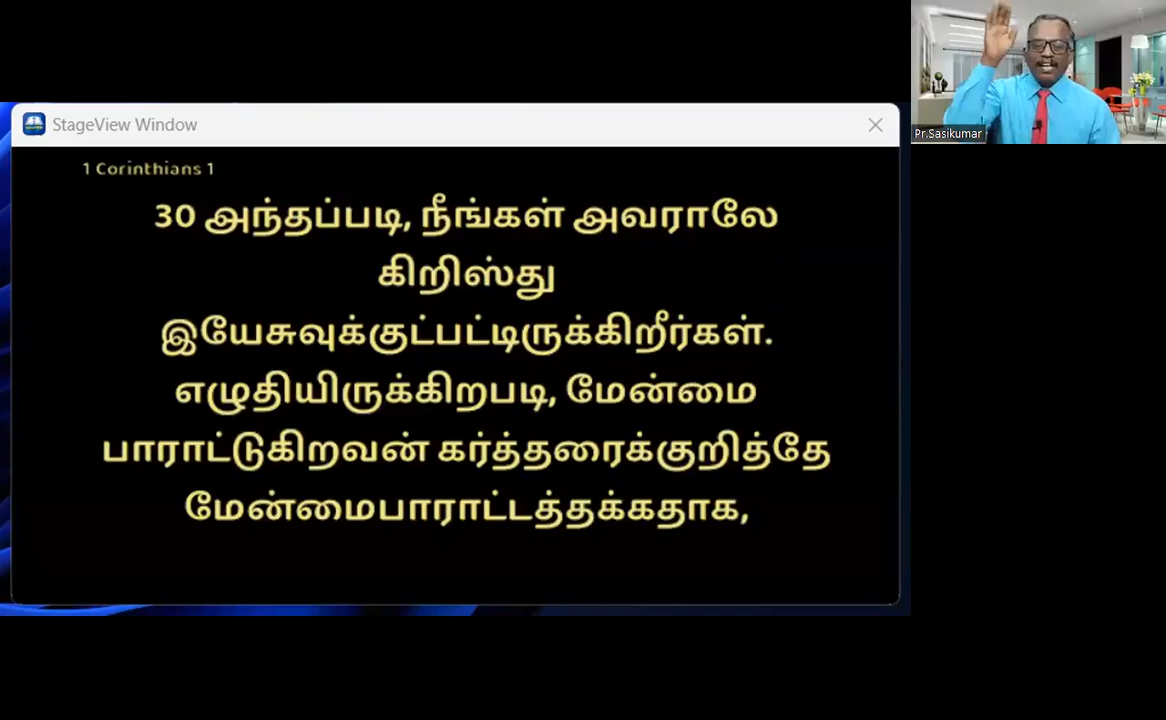 StageView Window
1 Corinthians 1
30 அந்தப்படி, நீங்கள் அவராலே
கிறிஸ்து
இயேசுவுக்குட்பட்டிருக்கிறீர்கள்.
எழுதியிருக்கிறபடி, மேன்மை
பாராட்டுகிறவன் கர்த்தரைக்குறித்தே
மேன்மைபாராட்டத்தக்கதாக,
Pr.Sasikumar